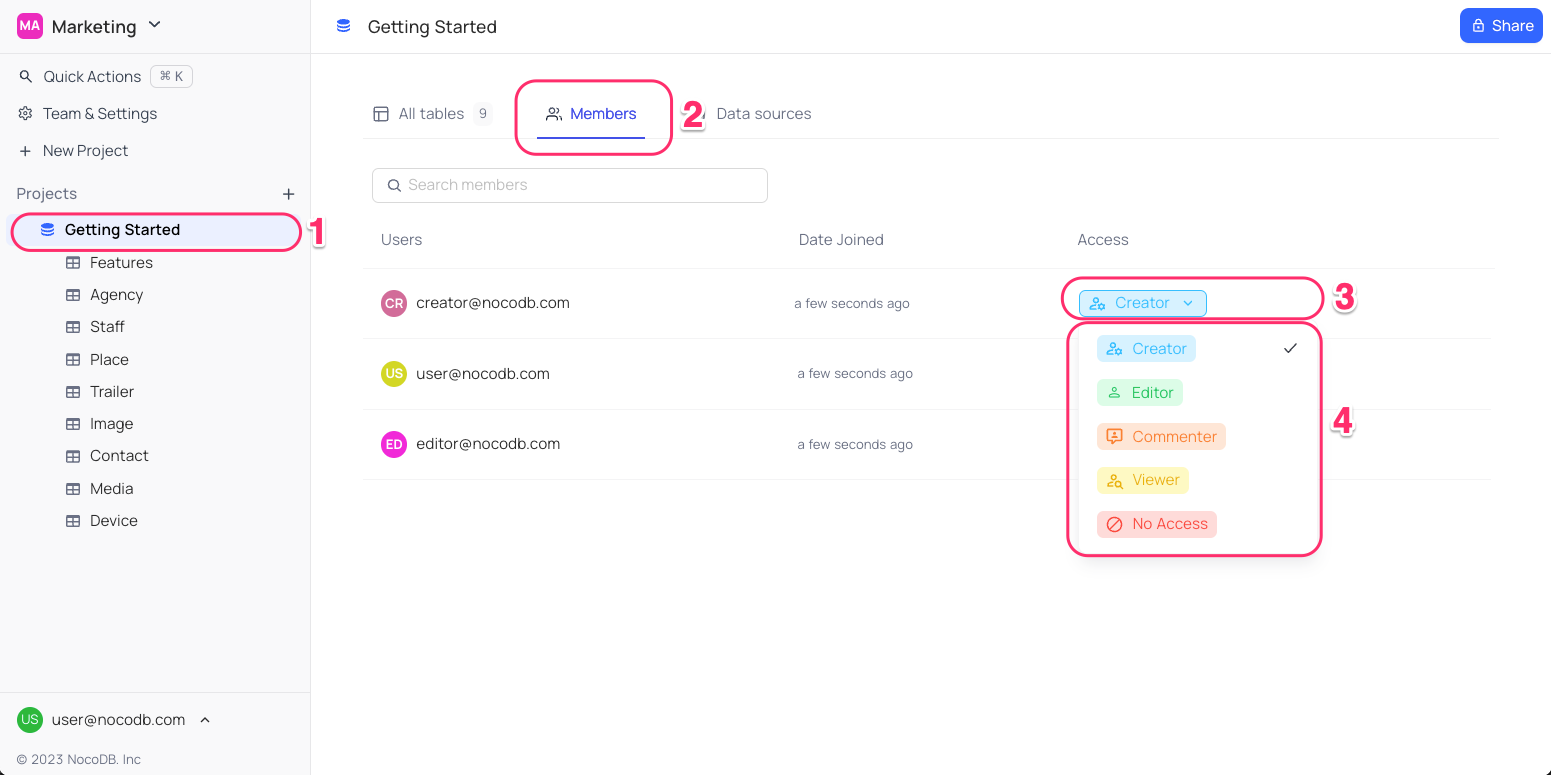 MA Marketing
Getting Started
Share
Quick Actions ⌘ K
Team & Settings
New Project
Projects
Getting Started
1
Features
Agency
Staff
Place
Trailer
Image
Contact
Media
Device
US user@nocodb.com
© 2023 NocoDB. Inc
All tables 9
Members
2
Data sources
Search members
Users Date Joined Access
CR creator@nocodb.com a few seconds ago Creator
3
US user@nocodb.com a few seconds ago
ED editor@nocodb.com a few seconds ago
Creator
Editor
Commenter
Viewer
No Access
4